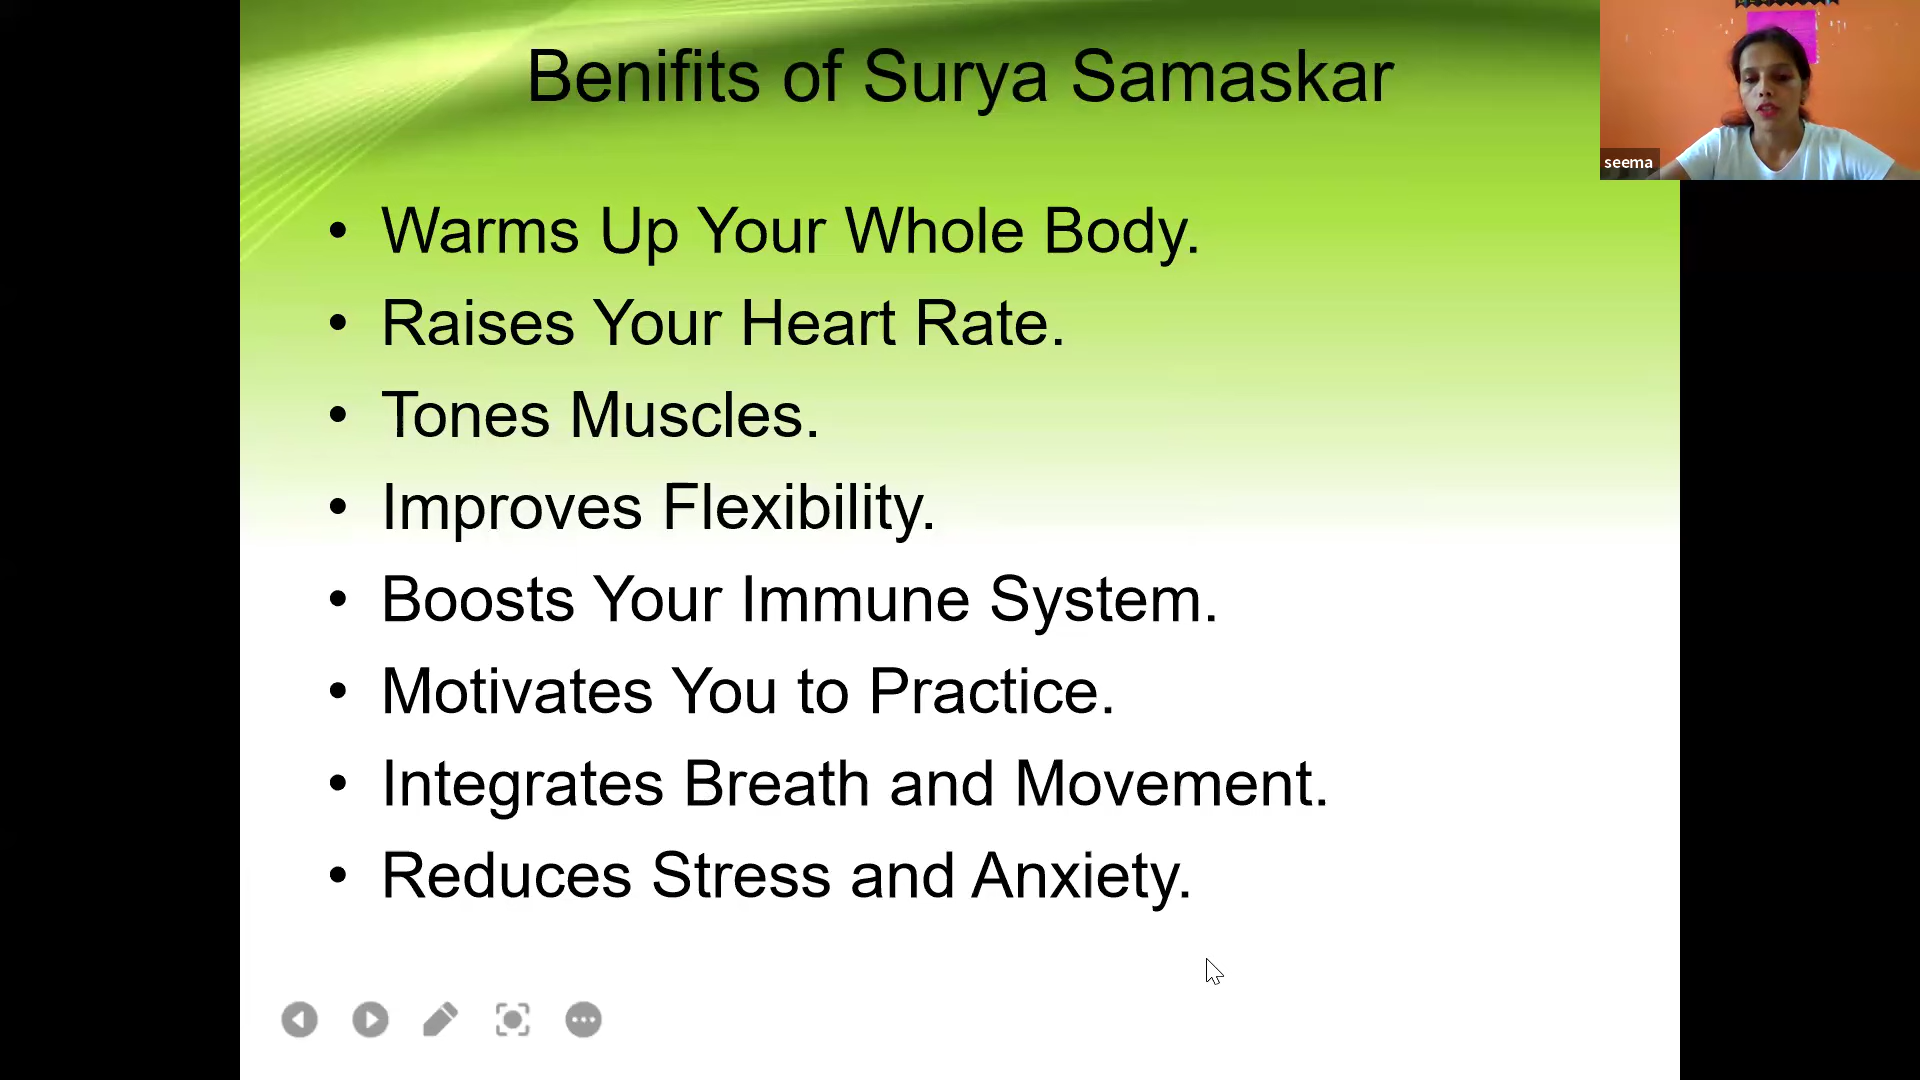 Benifits of Surya Samaskar
seema
• Warms Up Your Whole Body.
• Raises Your Heart Rate.
• Tones Muscles.
• Improves Flexibility.
• Boosts Your Immune System.
• Motivates You to Practice.
• Integrates Breath and Movement.
• Reduces Stress and Anxiety.